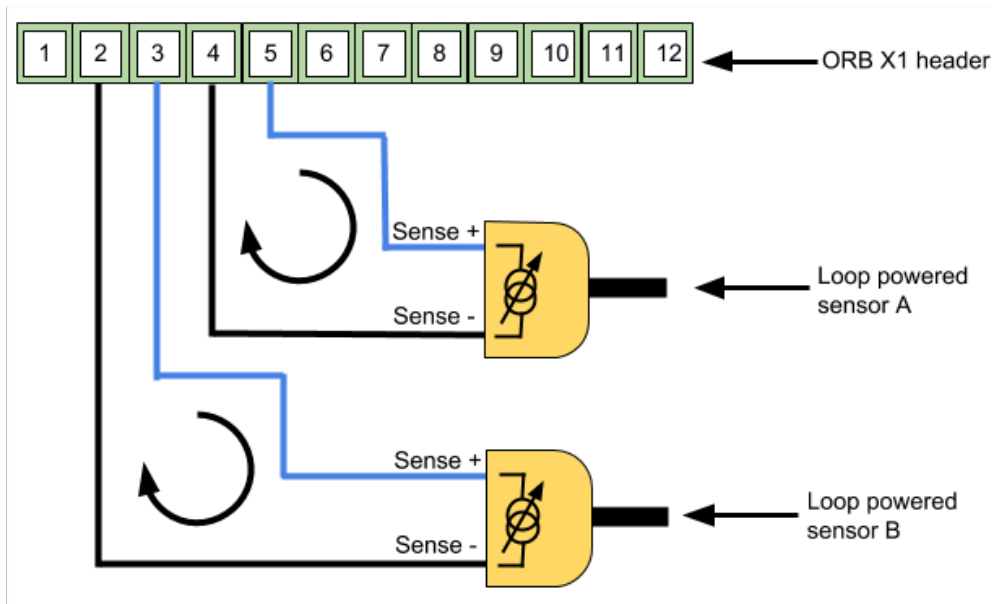 1 2 3 4 5 6 7 8 9 10 11 12
ORB X1 header
Sense +
Loop powered
sensor A
Sense -
Sense +
Loop powered
sensor B
Sense -